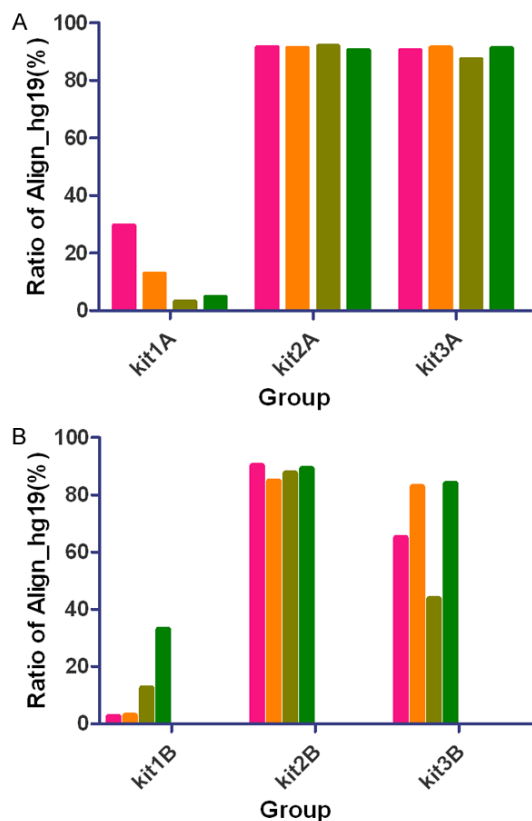 A
Ratio of Align_hg19(%)
100
80
60
40
20
0
kit1A
kit2A
kit3A
Group
B
Ratio of Align_hg19(%)
100
80
60
40
20
0
kit1B
kit2B
kit3B
Group